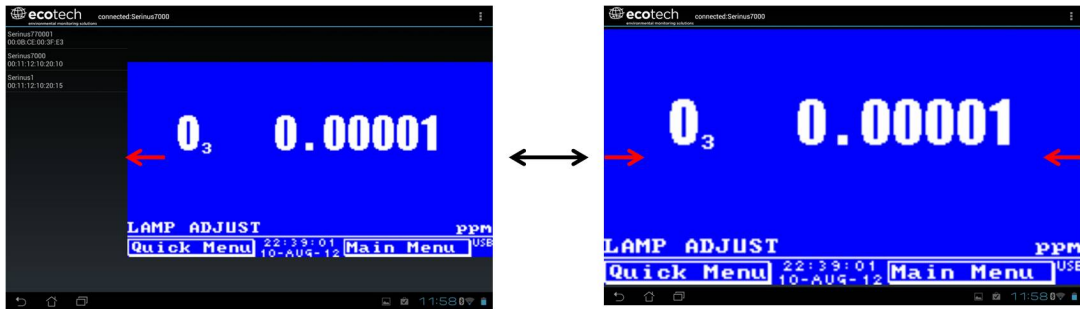 ecotech connected:Serinus7000
environmental monitoring solutions
Serinus770001
00:0B:CE:00:3F:E3
Serinus7000
00:11:12:10:20:10
Serinus1
00:11:12:10:20:15
O3 0.00001
LAMP ADJUST ppm
Quick Menu 22:39:01 10-AUG-12 Main Menu USB
11:58
ecotech connected:Serinus7000
environmental monitoring solutions
O3 0.00001
LAMP ADJUST ppm
Quick Menu 22:39:01 10-AUG-12 Main Menu USB
11:58